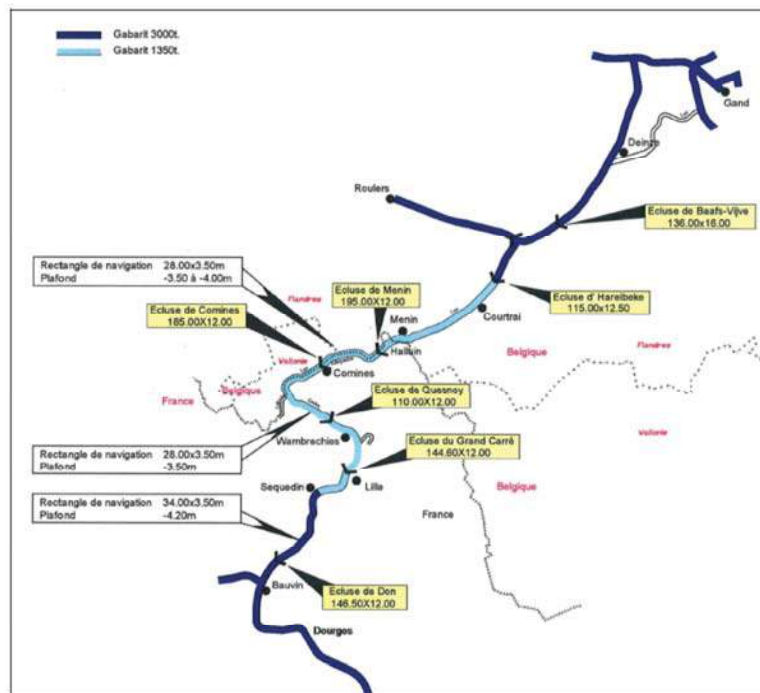 Gabarit 3000t.
Gabarit 1350t.
Gand
Deinze
Roulers
Ecluse de Baafs-Vijve
136.00x16.00
Rectangle de navigation 28.00x3.50m
Plafond -3.50 à -4.00m
Ecluse de Menin
195.00X12.00
Flandres
Ecluse de Comines
185.00X12.00
Ecluse d' Harelbeke
115.00x12.50
Menin
Courtrai
Halluin
Belgique
Flandres
Wallonie
Comines
France
Belgique
Ecluse de Quesnoy
110.00X12.00
Wallonie
Wambrechies
Rectangle de navigation 28.00x3.50m
Plafond -3.50m
Ecluse du Grand Carré
144.60X12.00
Sequedin
Lille
Belgique
Rectangle de navigation 34.00x3.50m
Plafond -4.20m
France
Bauvin
Ecluse de Don
146.50X12.00
Dourges